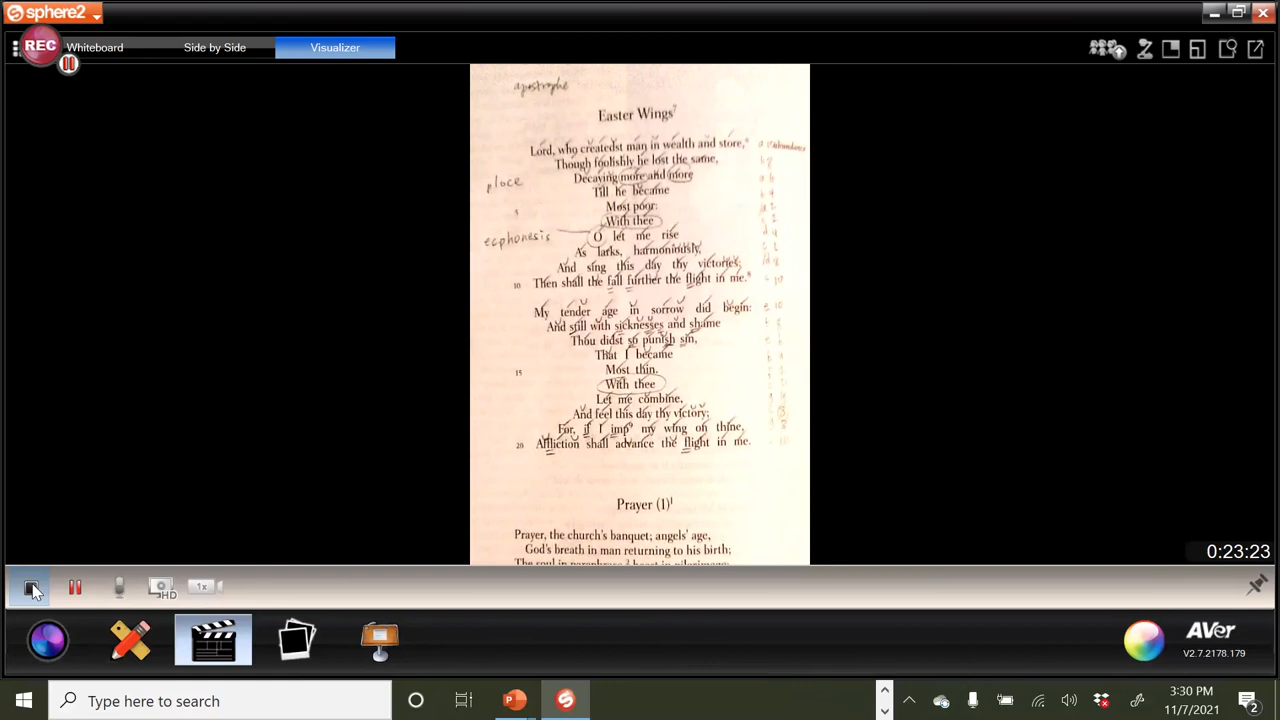 sphere2
REC
Whiteboard
Side by Side
Visualizer
apostrophe
Easter Wings7
Lord, who createdst man in wealth and store,
Though foolishly he lost the same,
Decaying more and more
Till he became
ploce
Most poor:
5
With thee
ecphonesis
O let me rise
As larks, harmoniously,
And sing this day thy victories;
10 Then shall the fall further the flight in me.
My tender age in sorrow did begin:
And still with sicknesses and shame
Thou didst so punish sin,
That I became
15 Most thin.
With thee
Let me combine,
And feel this day thy victory;
For, if I imp my wing on thine,
20 Affliction shall advance the flight in me.
Prayer (1)1
Prayer, the church's banquet; angels' age,
God's breath in man returning to his birth;
0:23:23
HD
1x
AVer
V2.7.2178.179
Type here to search
3:30 PM
11/7/2021
2